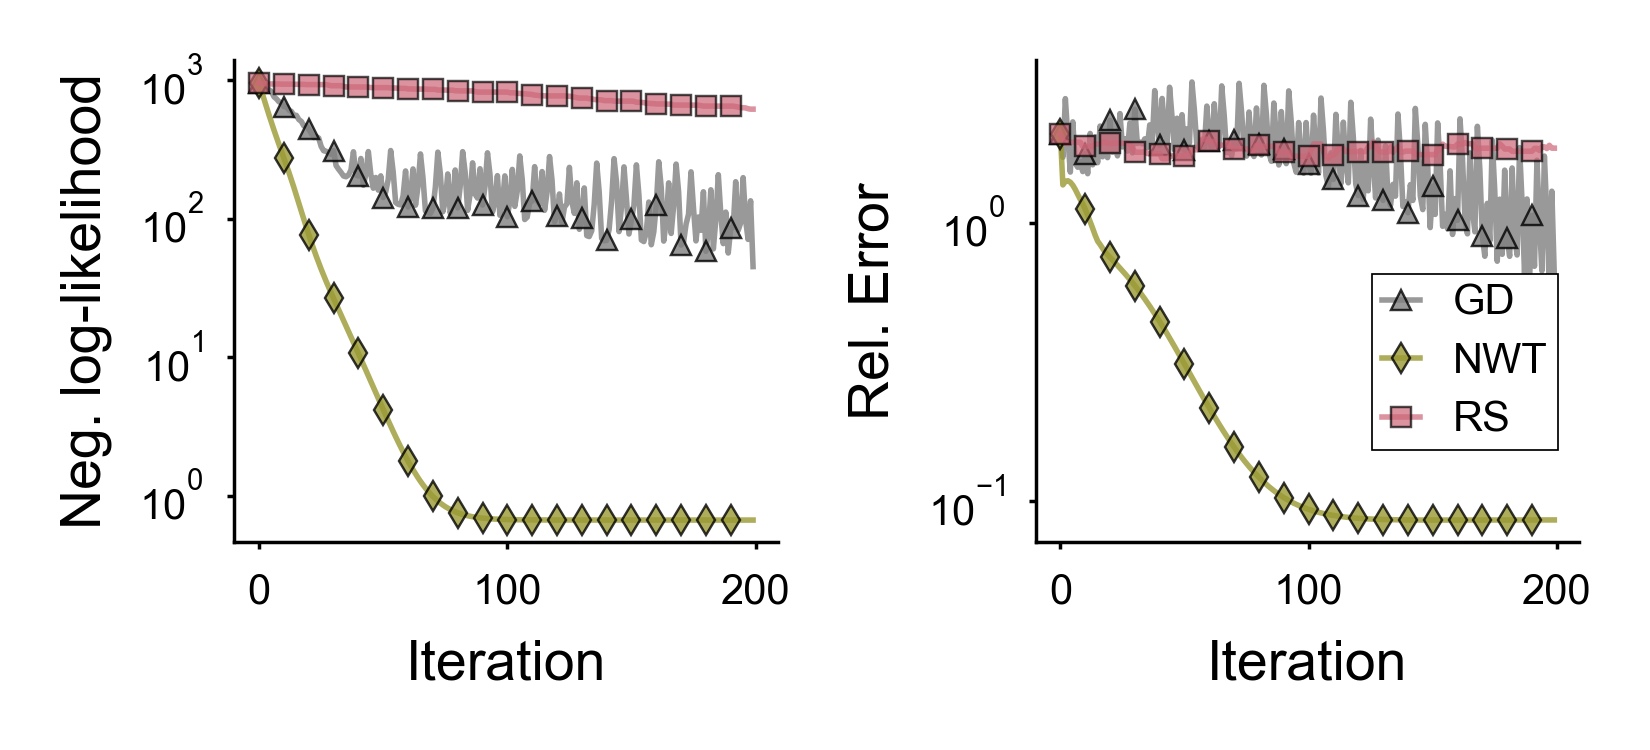 Neg. log-likelihood
10^3
10^2
10^1
10^0
0 100 200
Iteration
Rel. Error
10^0
10^−1
0 100 200
Iteration
GD
NWT
RS